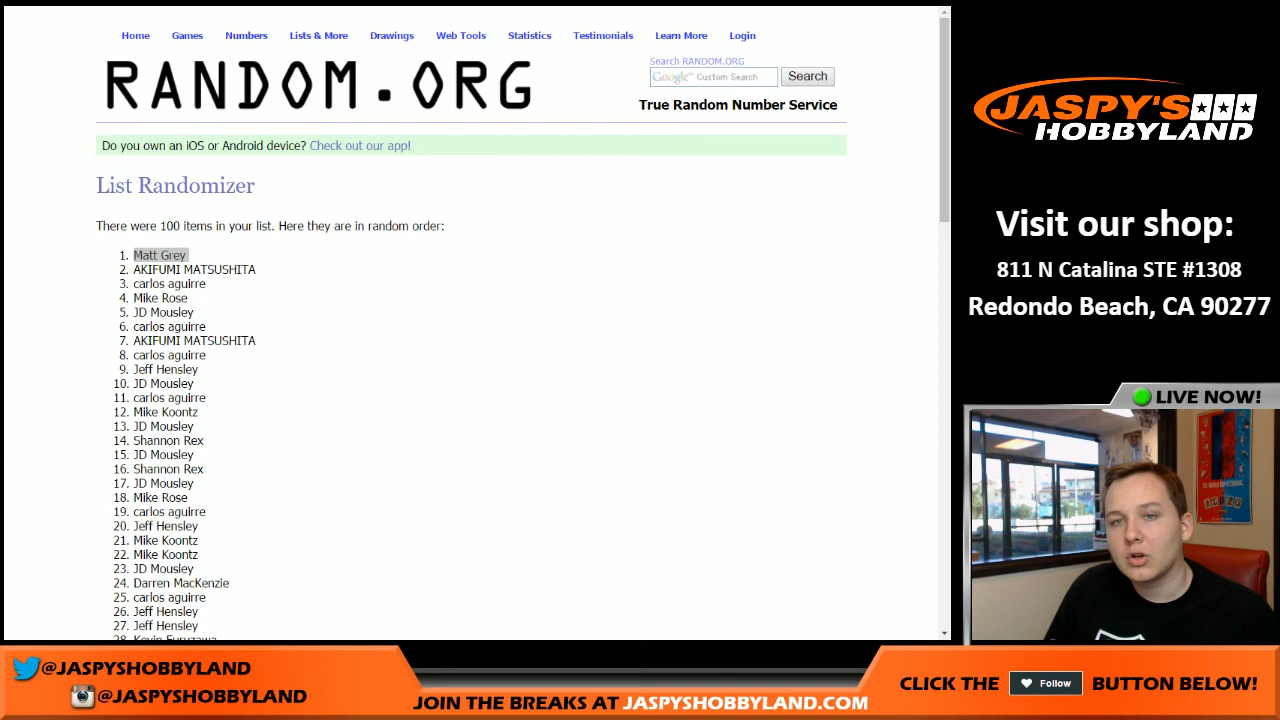 Home Games Numbers Lists & More Drawings Web Tools Statistics Testimonials Learn More Login
RANDOM.ORG
Search RANDOM.ORG
Google™ Custom Search Search
True Random Number Service
Do you own an iOS or Android device? Check out our app!
List Randomizer
There were 100 items in your list. Here they are in random order:
1. Matt Grey
2. AKIFUMI MATSUSHITA
3. carlos aguirre
4. Mike Rose
5. JD Mousley
6. carlos aguirre
7. AKIFUMI MATSUSHITA
8. carlos aguirre
9. Jeff Hensley
10. JD Mousley
11. carlos aguirre
12. Mike Koontz
13. JD Mousley
14. Shannon Rex
15. JD Mousley
16. Shannon Rex
17. JD Mousley
18. Mike Rose
19. carlos aguirre
20. Jeff Hensley
21. Mike Koontz
22. Mike Koontz
23. JD Mousley
24. Darren MacKenzie
25. carlos aguirre
26. Jeff Hensley
27. Jeff Hensley
28. Kevin Furuzawa
JASPY'S
HOBBYLAND
Visit our shop:
811 N Catalina STE #1308
Redondo Beach, CA 90277
LIVE NOW!
@JASPYSHOBBYLAND
@JASPYSHOBBYLAND
JOIN THE BREAKS AT JASPYSHOBBYLAND.COM
CLICK THE Follow BUTTON BELOW!